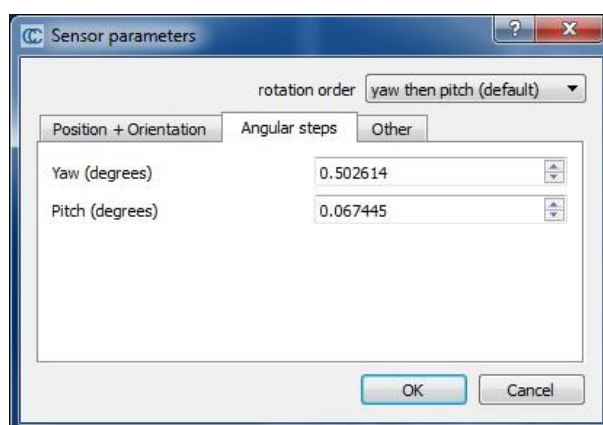 Sensor parameters
rotation order yaw then pitch (default)
Position + Orientation Angular steps Other
Yaw (degrees) 0.502614
Pitch (degrees) 0.067445
OK Cancel